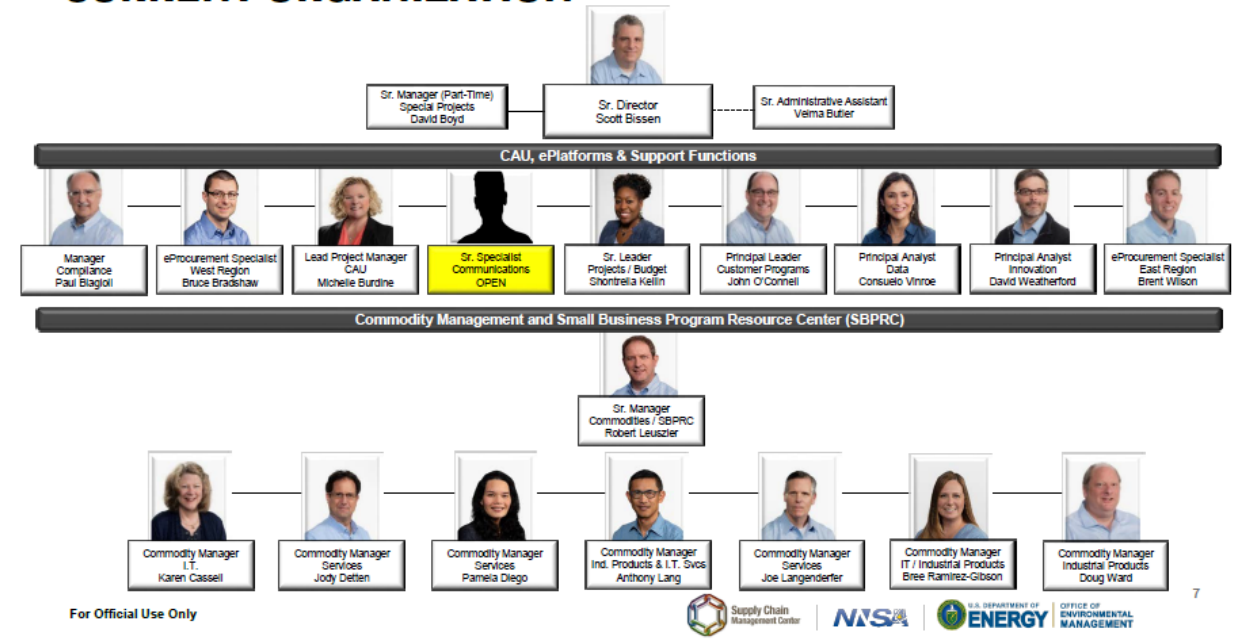 CURRENT ORGANIZATION
Sr. Manager (Part-Time)
Special Projects
David Boyd
Sr. Director
Scott Bissen
Sr. Administrative Assistant
Velma Butler
CAU, ePlatforms & Support Functions
Manager
Compliance
Paul Biagioli
eProcurement Specialist
West Region
Bruce Bradshaw
Lead Project Manager
CAU
Michelle Burdine
Sr. Specialist
Communications
OPEN
Sr. Leader
Projects / Budget
Shontrella Kellin
Principal Leader
Customer Programs
John O'Connell
Principal Analyst
Data
Consuelo Vinroe
Principal Analyst
Innovation
David Weatherford
eProcurement Specialist
East Region
Brent Wilson
Commodity Management and Small Business Program Resource Center (SBPRC)
Sr. Manager
Commodities / SBPRC
Robert Leuszler
Commodity Manager
I.T.
Karen Cassell
Commodity Manager
Services
Jody Detten
Commodity Manager
Services
Pamela Diego
Commodity Manager
Ind. Products & I.T. Svcs
Anthony Lang
Commodity Manager
Services
Joe Langenderfer
Commodity Manager
IT / Industrial Products
Bree Ramirez-Gibson
Commodity Manager
Industrial Products
Doug Ward
7
For Official Use Only
Supply Chain
Management Center
NNSA
U.S. DEPARTMENT OF
ENERGY
OFFICE OF
ENVIRONMENTAL
MANAGEMENT